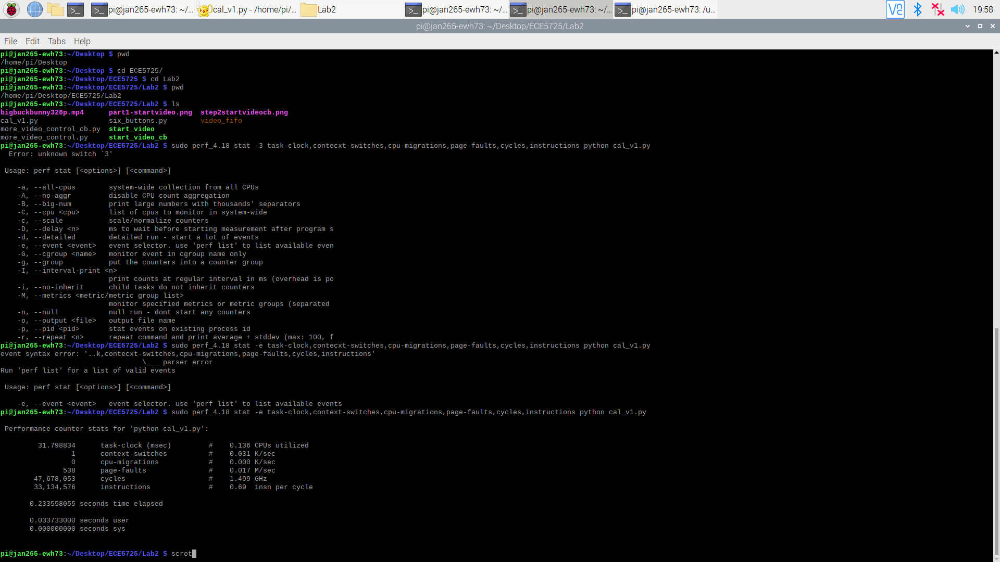 pi@jan265-ewh73: ~/...
cal_v1.py - /home/pi/...
Lab2
pi@jan265-ewh73: ~/...
pi@jan265-ewh73: ~/...
pi@jan265-ewh73: /u...
19:58
pi@jan265-ewh73: ~/Desktop/ECE5725/Lab2
File Edit Tabs Help
pi@jan265-ewh73:~/Desktop $ pwd
/home/pi/Desktop
pi@jan265-ewh73:~/Desktop $ cd ECE5725/
pi@jan265-ewh73:~/Desktop/ECE5725 $ cd Lab2
pi@jan265-ewh73:~/Desktop/ECE5725/Lab2 $ pwd
/home/pi/Desktop/ECE5725/Lab2
pi@jan265-ewh73:~/Desktop/ECE5725/Lab2 $ ls
bigbuckbunny320p.mp4 part1-startvideo.png step2startvideocb.png
cal_v1.py six_buttons.py video_fifo
more_video_control_cb.py start_video
more_video_control.py start_video_cb
pi@jan265-ewh73:~/Desktop/ECE5725/Lab2 $ sudo perf_4.18 stat -3 task-clock,contecxt-switches,cpu-migrations,page-faults,cycles,instructions python cal_v1.py
Error: unknown switch `3'
Usage: perf stat [<options>] [<command>]
-a, --all-cpus system-wide collection from all CPUs
-A, --no-aggr disable CPU count aggregation
-B, --big-num print large numbers with thousands' separators
-C, --cpu <cpu> list of cpus to monitor in system-wide
-c, --scale scale/normalize counters
-D, --delay <n> ms to wait before starting measurement after program s
-d, --detailed detailed run - start a lot of events
-e, --event <event> event selector. use 'perf list' to list available even
-G, --cgroup <name> monitor event in cgroup name only
-g, --group put the counters into a counter group
-I, --interval-print <n>
print counts at regular interval in ms (overhead is po
-i, --no-inherit child tasks do not inherit counters
-M, --metrics <metric/metric group list>
monitor specified metrics or metric groups (separated
-n, --null null run - dont start any counters
-o, --output <file> output file name
-p, --pid <pid> stat events on existing process id
-r, --repeat <n> repeat command and print average + stddev (max: 100, f
pi@jan265-ewh73:~/Desktop/ECE5725/Lab2 $ sudo perf_4.18 stat -e task-clock,contecxt-switches,cpu-migrations,page-faults,cycles,instructions python cal_v1.py
event syntax error: '..k,contecxt-switches,cpu-migrations,page-faults,cycles,instructions'
\___ parser error
Run 'perf list' for a list of valid events
Usage: perf stat [<options>] [<command>]
-e, --event <event> event selector. use 'perf list' to list available events
pi@jan265-ewh73:~/Desktop/ECE5725/Lab2 $ sudo perf_4.18 stat -e task-clock,context-switches,cpu-migrations,page-faults,cycles,instructions python cal_v1.py
Performance counter stats for 'python cal_v1.py':
31.798834 task-clock (msec) # 0.136 CPUs utilized
1 context-switches # 0.031 K/sec
0 cpu-migrations # 0.000 K/sec
538 page-faults # 0.017 M/sec
47,678,053 cycles # 1.499 GHz
33,134,576 instructions # 0.69 insn per cycle
0.233558055 seconds time elapsed
0.033733000 seconds user
0.000000000 seconds sys
pi@jan265-ewh73:~/Desktop/ECE5725/Lab2 $ scrot